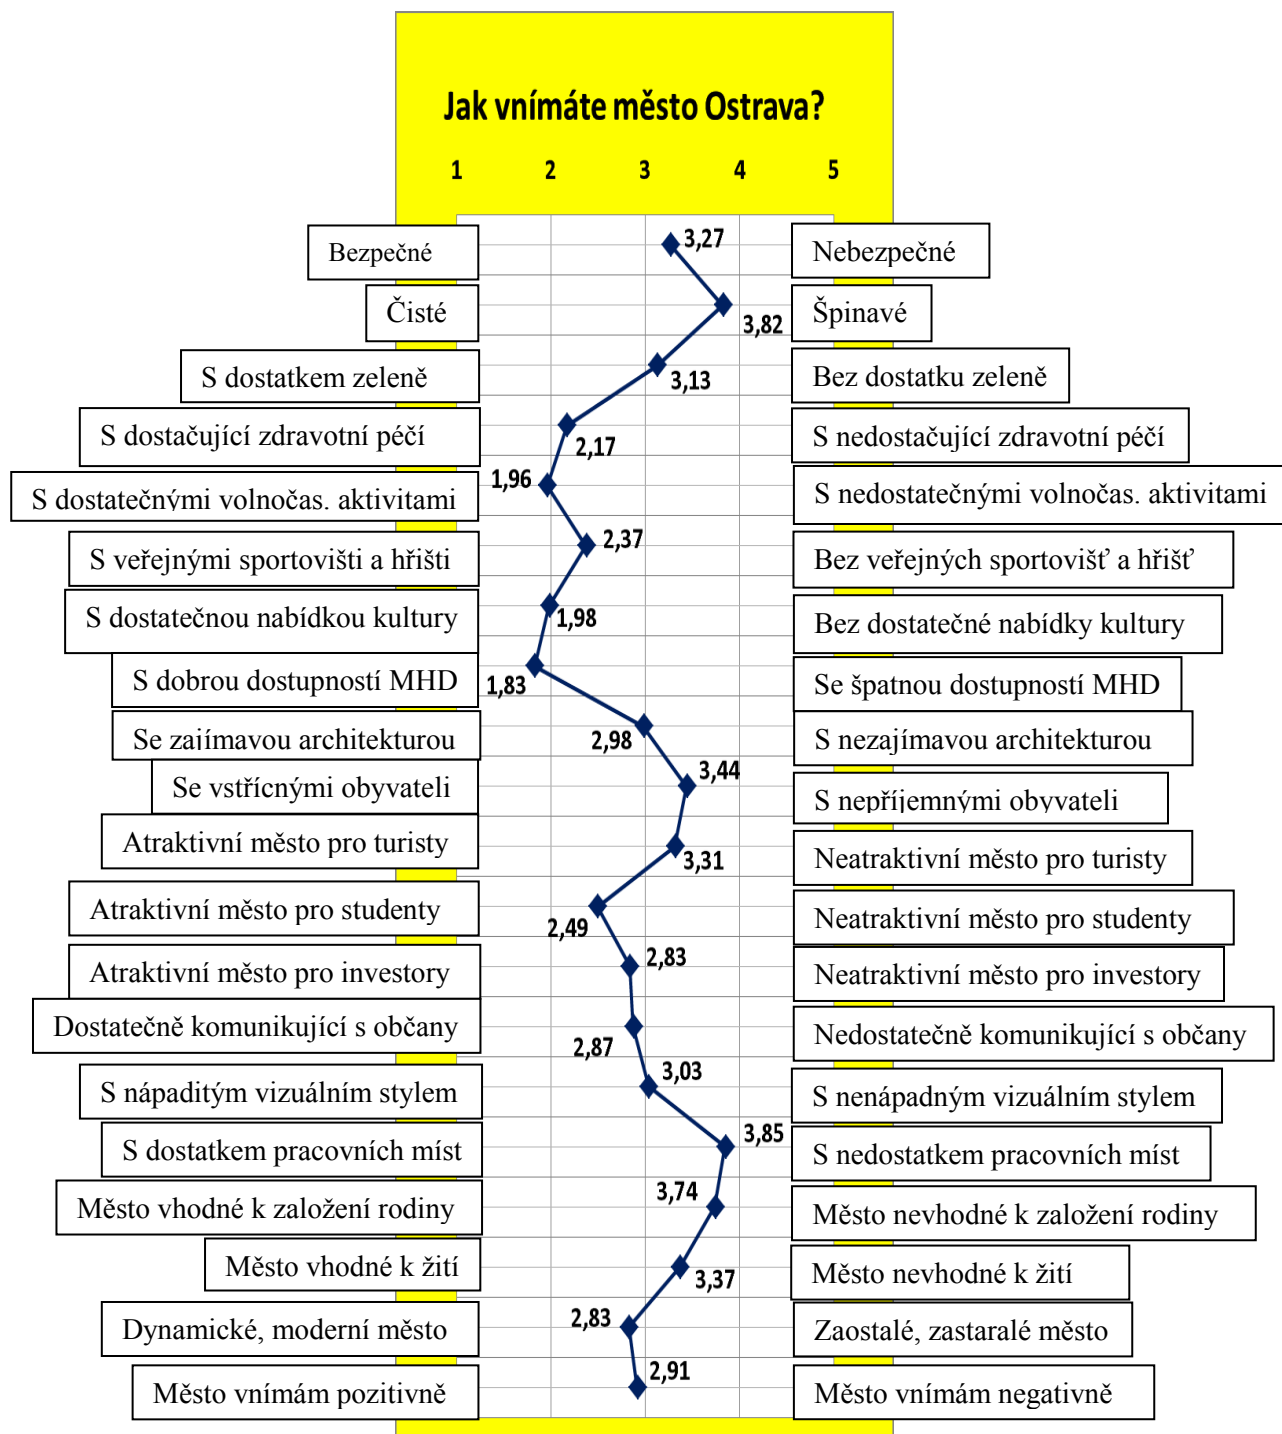 Jak vnímáte město Ostrava?
1 2 3 4 5
Bezpečné 3,27 Nebezpečné
Čisté 3,82 Špinavé
S dostatkem zeleně 3,13 Bez dostatku zeleně
S dostačující zdravotní péčí 2,17 S nedostačující zdravotní péčí
S dostatečnými volnočas. aktivitami 1,96 S nedostatečnými volnočas. aktivitami
S veřejnými sportovišti a hřišti 2,37 Bez veřejných sportovišť a hřišť
S dostatečnou nabídkou kultury 1,98 Bez dostatečné nabídky kultury
S dobrou dostupností MHD 1,83 Se špatnou dostupností MHD
Se zajímavou architekturou 2,98 S nezajímavou architekturou
Se vstřícnými obyvateli 3,44 S nepříjemnými obyvateli
Atraktivní město pro turisty 3,31 Neatraktivní město pro turisty
Atraktivní město pro studenty 2,49 Neatraktivní město pro studenty
Atraktivní město pro investory 2,83 Neatraktivní město pro investory
Dostatečně komunikující s občany 2,87 Nedostatečně komunikující s občany
S nápaditým vizuálním stylem 3,03 S nenápadným vizuálním stylem
S dostatkem pracovních míst 3,85 S nedostatkem pracovních míst
Město vhodné k založení rodiny 3,74 Město nevhodné k založení rodiny
Město vhodné k žití 3,37 Město nevhodné k žití
Dynamické, moderní město 2,83 Zaostalé, zastaralé město
Město vnímám pozitivně 2,91 Město vnímám negativně